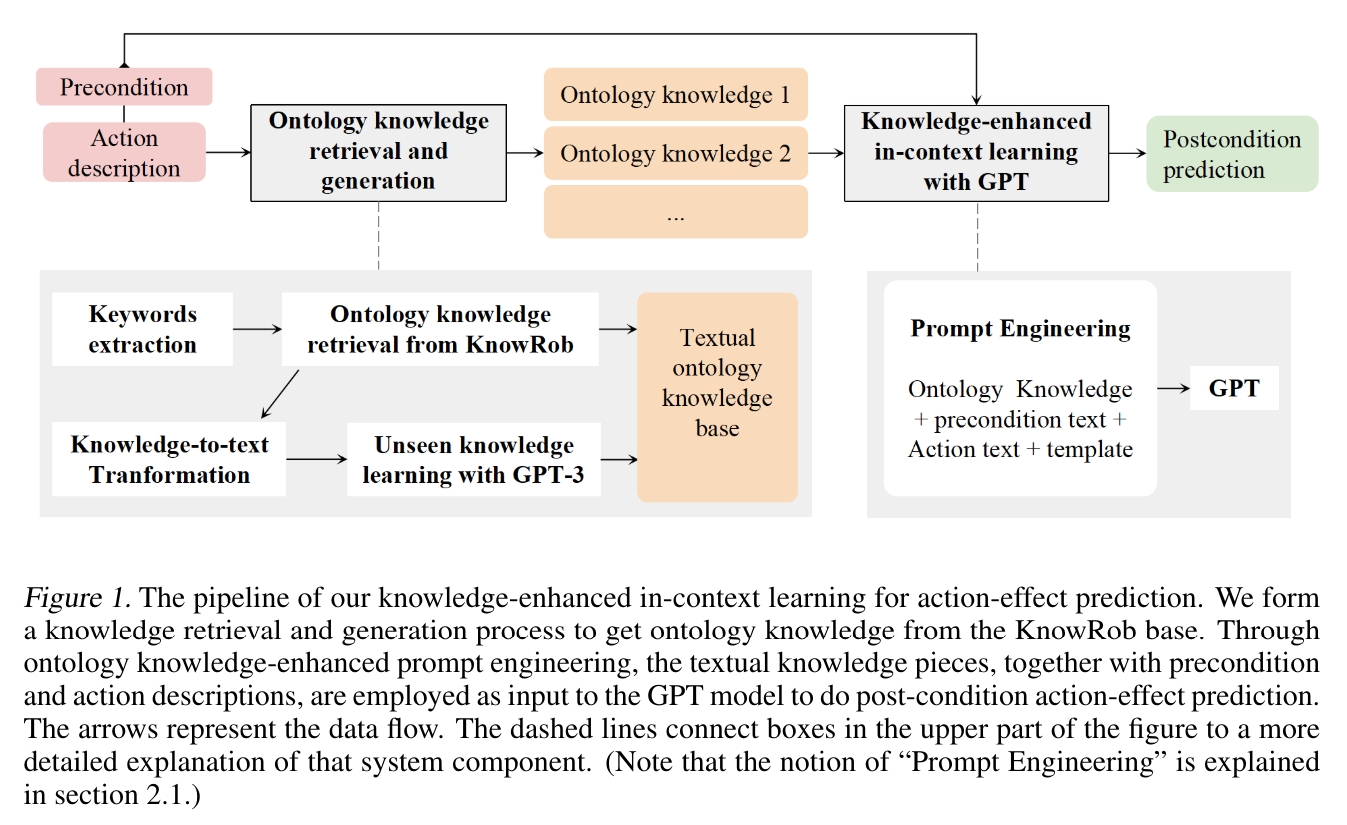 Precondition
Action
description
Ontology knowledge
retrieval and
generation
Ontology knowledge 1
Ontology knowledge 2
...
Knowledge-enhanced
in-context learning
with GPT
Postcondition
prediction
Keywords
extraction
Ontology knowledge
retrieval from KnowRob
Knowledge-to-text
Tranformation
Unseen knowledge
learning with GPT-3
Textual
ontology
knowledge
base
Prompt Engineering
Ontology Knowledge
+ precondition text +
Action text + template
GPT
Figure 1. The pipeline of our knowledge-enhanced in-context learning for action-effect prediction. We form
a knowledge retrieval and generation process to get ontology knowledge from the KnowRob base. Through
ontology knowledge-enhanced prompt engineering, the textual knowledge pieces, together with precondition
and action descriptions, are employed as input to the GPT model to do post-condition action-effect prediction.
The arrows represent the data flow. The dashed lines connect boxes in the upper part of the figure to a more
detailed explanation of that system component. (Note that the notion of “Prompt Engineering” is explained
in section 2.1.)